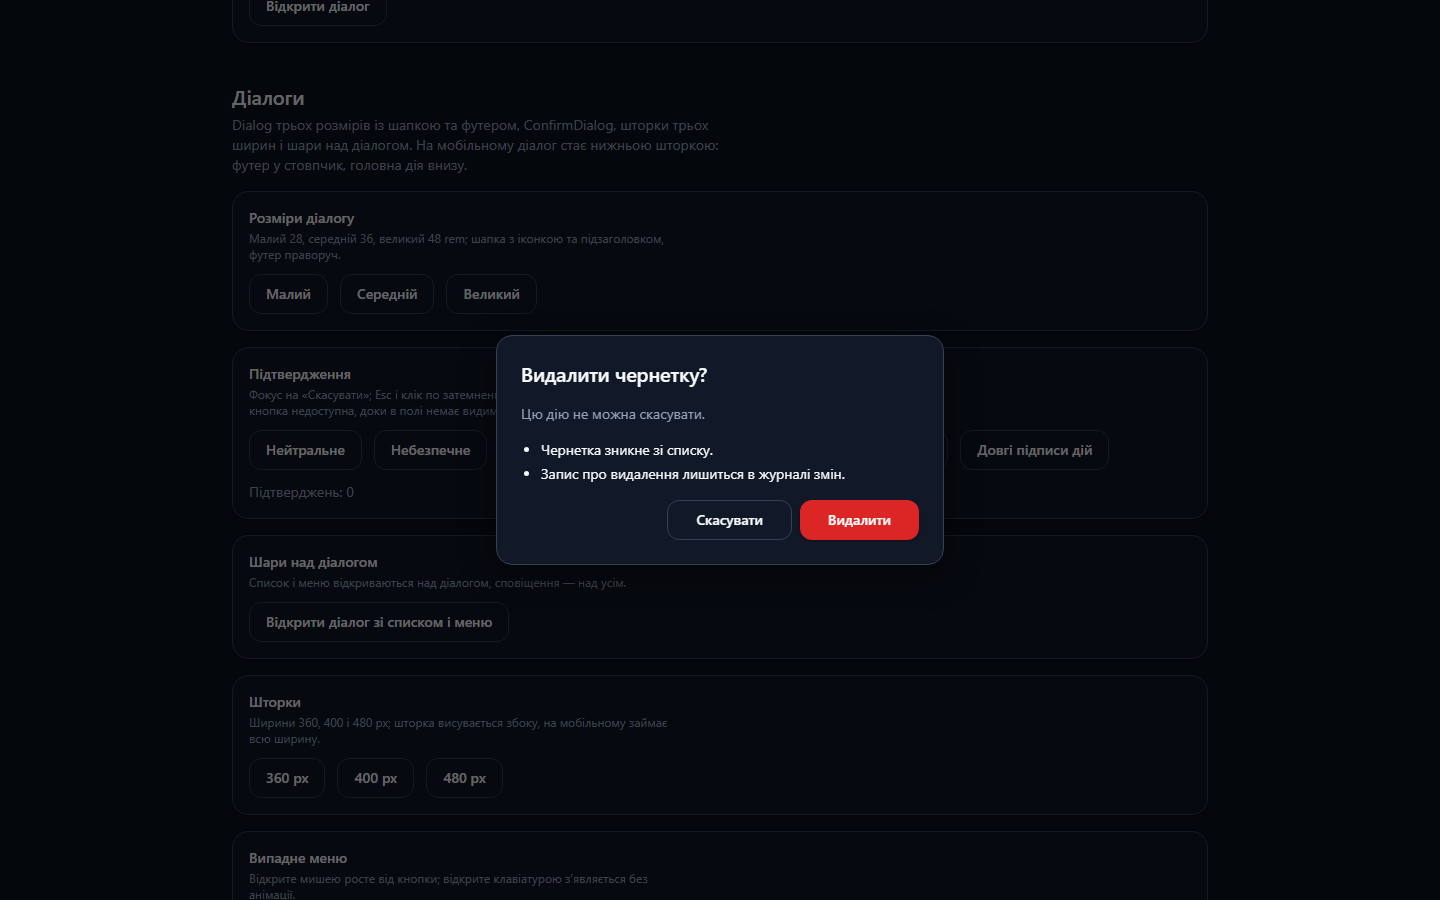 Відкрити діалог
Діалоги
Dialog трьох розмірів із шапкою та футером, ConfirmDialog, шторки трьох
ширин і шари над діалогом. На мобільному діалог стає нижньою шторкою:
футер у стовпчик, головна дія внизу.
Розміри діалогу
Малий 28, середній 36, великий 48 rem; шапка з іконкою та підзаголовком,
футер праворуч.
Малий
Середній
Великий
Підтвердження
Фокус на «Скасувати»; Esc і клік по
кнопка недоступна, доки в полі немає
Нейтральне
Небезпечне
Довгі підписи дій
Підтверджень: 0
Видалити чернетку?
Цю дію не можна скасувати.
• Чернетка зникне зі списку.
• Запис про видалення лишиться в журналі змін.
Скасувати
Видалити
Шари над діалогом
Список і меню відкриваються над діалогом, сповіщення — над усім.
Відкрити діалог зі списком і меню
Шторки
Ширини 360, 400 і 480 px; шторка висувається збоку, на мобільному займає
всю ширину.
360 px
400 px
480 px
Випадне меню
Відкрите мишею росте від кнопки; відкрите клавіатурою з’являється без
анімації.